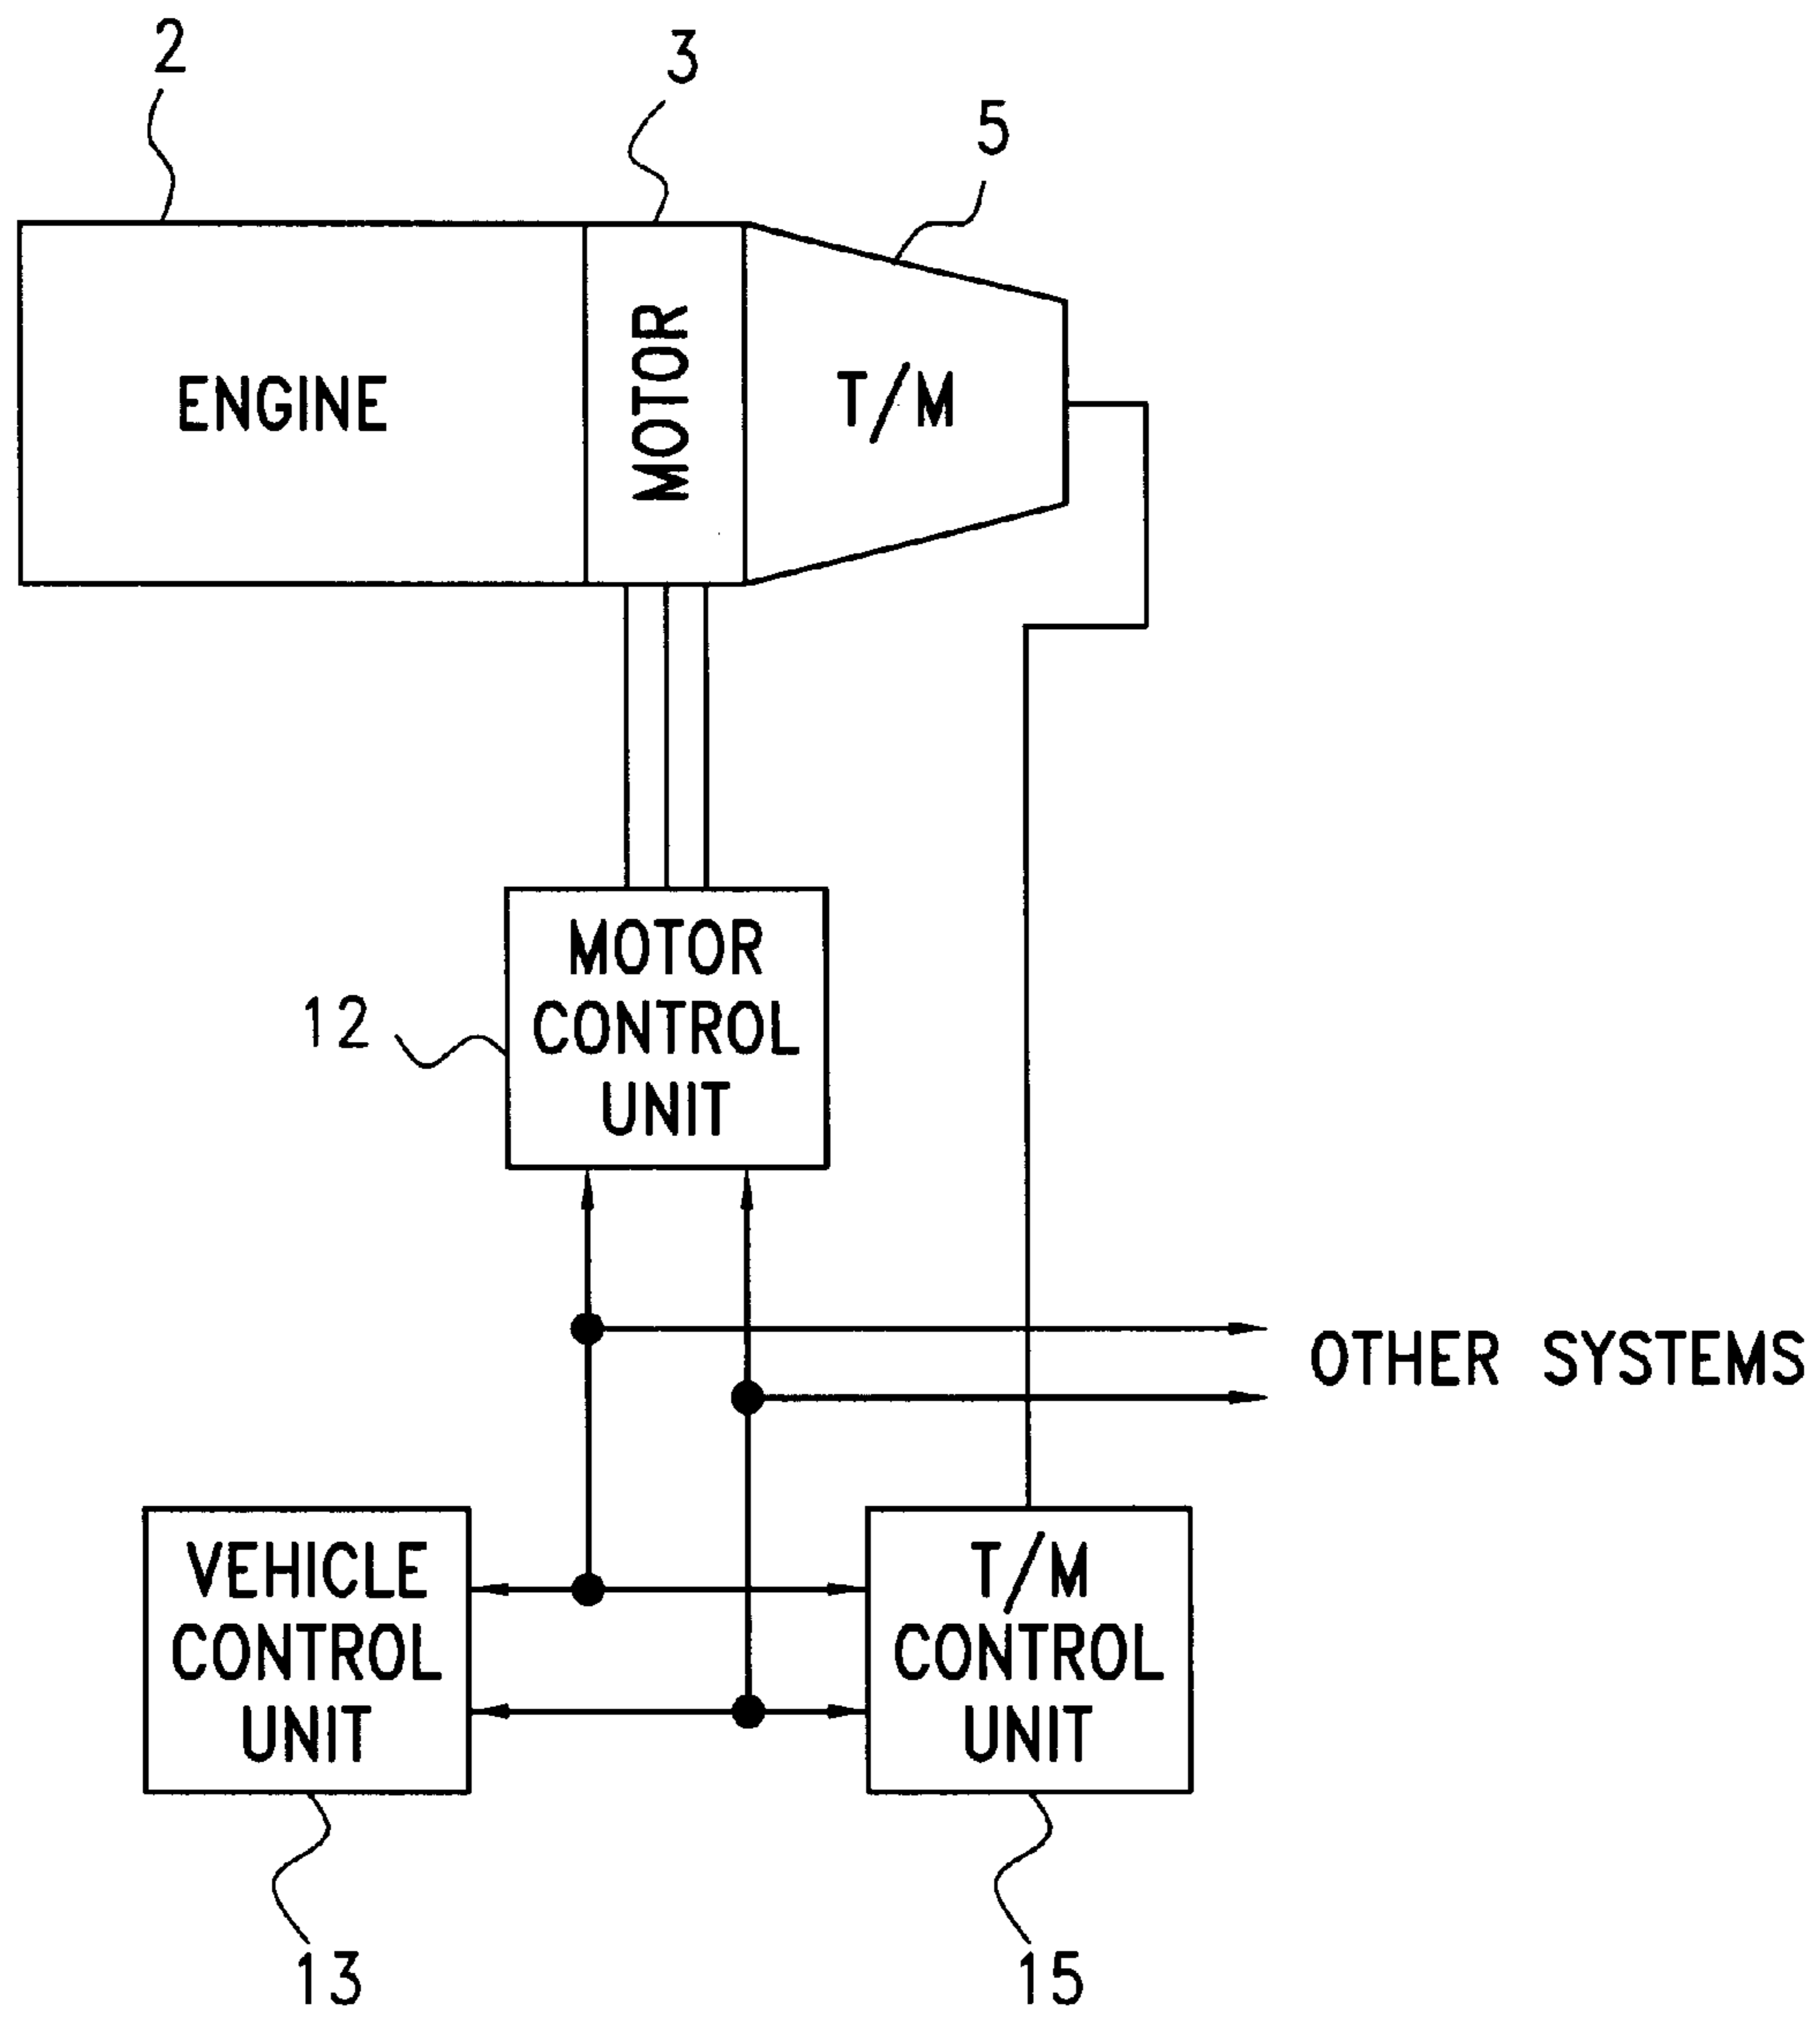 2
3
5
ENGINE
MOTOR
T/M
MOTOR
CONTROL
UNIT
12
OTHER SYSTEMS
VEHICLE
CONTROL
UNIT
T/M
CONTROL
UNIT
13
15